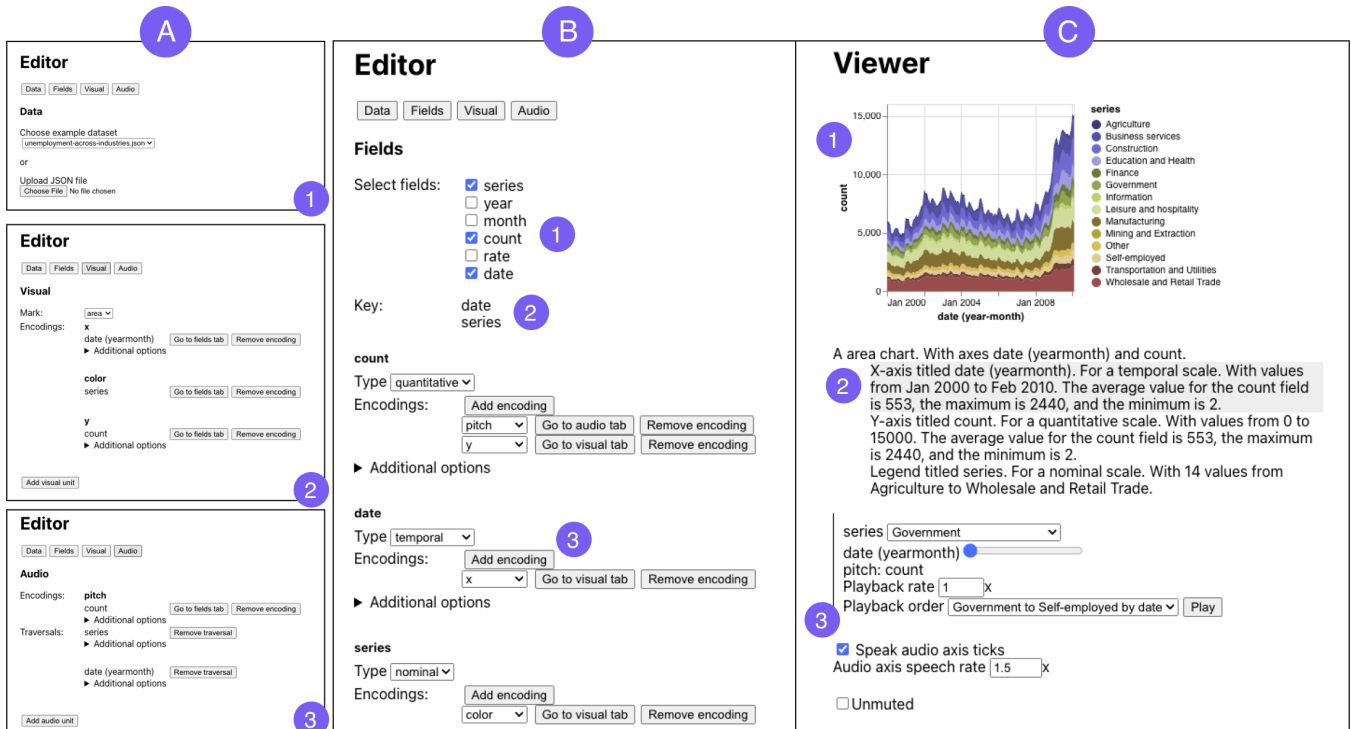 A
Editor
Data Fields Visual Audio
Data
Choose example dataset
unemployment-across-industries.json
or
Upload JSON file
Choose File No file chosen
1
Editor
Data Fields Visual Audio
Visual
Mark: area
Encodings: x
date (yearmonth) Go to fields tab Remove encoding
▶ Additional options
color
series Go to fields tab Remove encoding
y
count Go to fields tab Remove encoding
▶ Additional options
Add visual unit
2
Editor
Data Fields Visual Audio
Audio
Encodings: pitch
count Go to fields tab Remove encoding
▶ Additional options
Traversals: series Remove traversal
▶ Additional options
date (yearmonth) Remove traversal
▶ Additional options
Add audio unit
3
B
Editor
Data Fields Visual Audio
Fields
Select fields: series
year
month
count
rate
date
1
Key: date
series
2
count
Type quantitative
Encodings: Add encoding
pitch Go to audio tab Remove encoding
y Go to visual tab Remove encoding
▶ Additional options
date
Type temporal
3
Encodings: Add encoding
x Go to visual tab Remove encoding
▶ Additional options
series
Type nominal
Encodings: Add encoding
color Go to visual tab Remove encoding
C
Viewer
1
15,000
10,000
5,000
0
count
Jan 2000 Jan 2004 Jan 2008
date (year-month)
series
Agriculture
Business services
Construction
Education and Health
Finance
Government
Information
Leisure and hospitality
Manufacturing
Mining and Extraction
Other
Self-employed
Transportation and Utilities
Wholesale and Retail Trade
A area chart. With axes date (yearmonth) and count.
2
X-axis titled date (yearmonth). For a temporal scale. With values
from Jan 2000 to Feb 2010. The average value for the count field
is 553, the maximum is 2440, and the minimum is 2.
Y-axis titled count. For a quantitative scale. With values from 0 to
15000. The average value for the count field is 553, the maximum
is 2440, and the minimum is 2.
Legend titled series. For a nominal scale. With 14 values from
Agriculture to Wholesale and Retail Trade.
series Government
date (yearmonth)
pitch: count
Playback rate 1 x
Playback order Government to Self-employed by date Play
3
Speak audio axis ticks
Audio axis speech rate 1.5 x
Unmuted